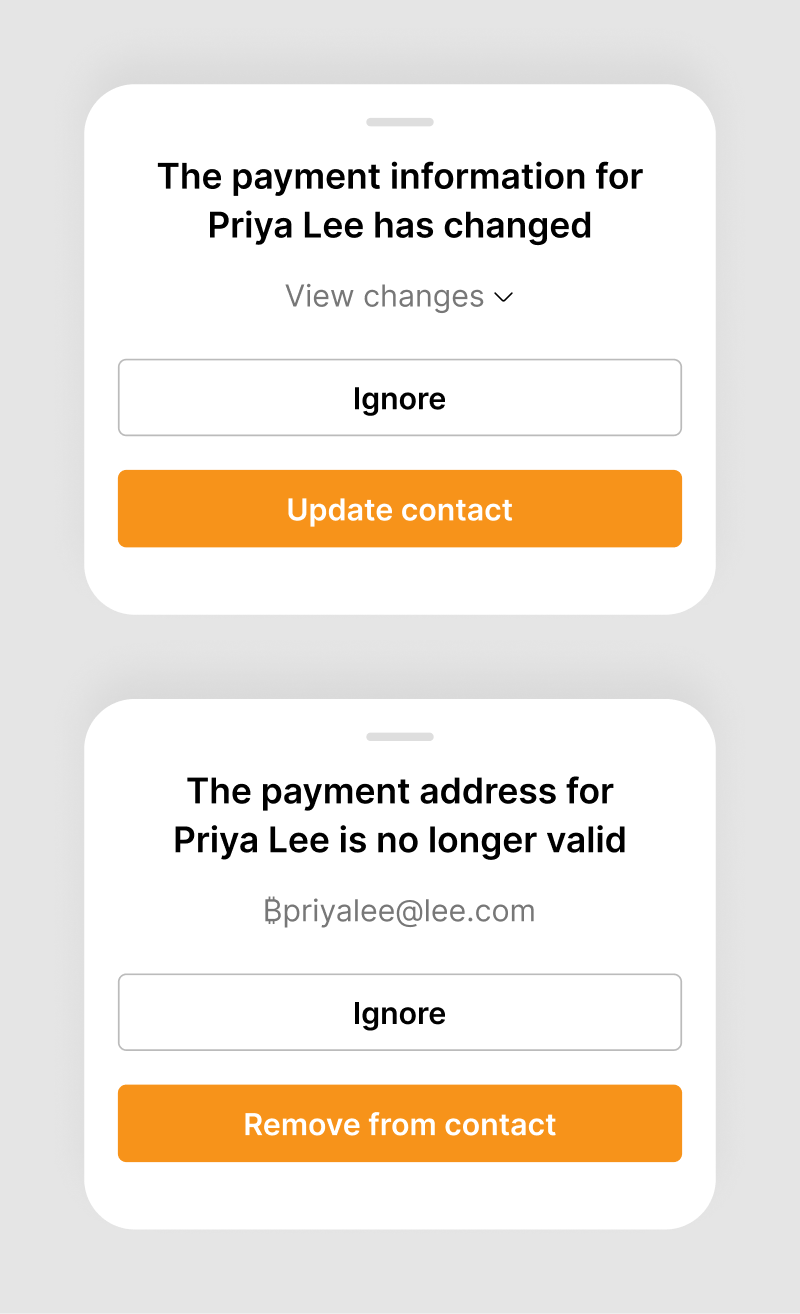 The payment information for
Priya Lee has changed
View changes
Ignore
Update contact
The payment address for
Priya Lee is no longer valid
₿priyalee@lee.com
Ignore
Remove from contact